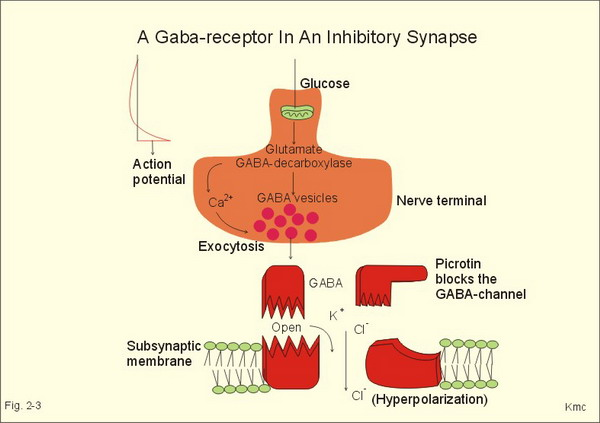 A Gaba-receptor In An Inhibitory Synapse
Glucose
Glutamate
GABA-decarboxylase
Action
potential
Ca2+
GABA vesicles
Nerve terminal
Exocytosis
GABA
Picrotin
blocks the
GABA-channel
K+
Open
Cl-
Subsynaptic
membrane
Cl-
(Hyperpolarization)
Fig. 2-3
Kmc